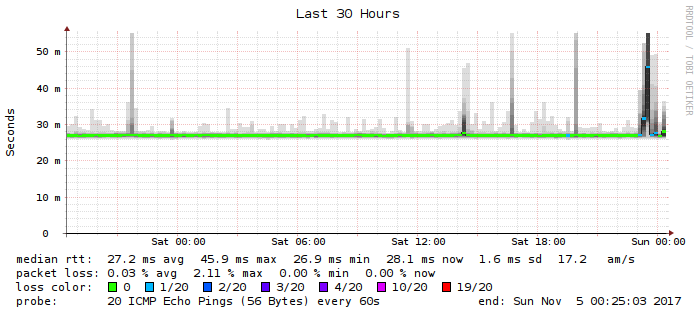 Last 30 Hours
RRDTOOL / TOBI OETIKER
Seconds
50 m
40 m
30 m
20 m
10 m
0
Sat 00:00 Sat 06:00 Sat 12:00 Sat 18:00 Sun 00:00
median rtt: 27.2 ms avg 45.9 ms max 26.9 ms min 28.1 ms now 1.6 ms sd 17.2 am/s
packet loss: 0.03 % avg 2.11 % max 0.00 % min 0.00 % now
loss color: 0 1/20 2/20 3/20 4/20 10/20 19/20
probe: 20 ICMP Echo Pings (56 Bytes) every 60s end: Sun Nov 5 00:25:03 2017